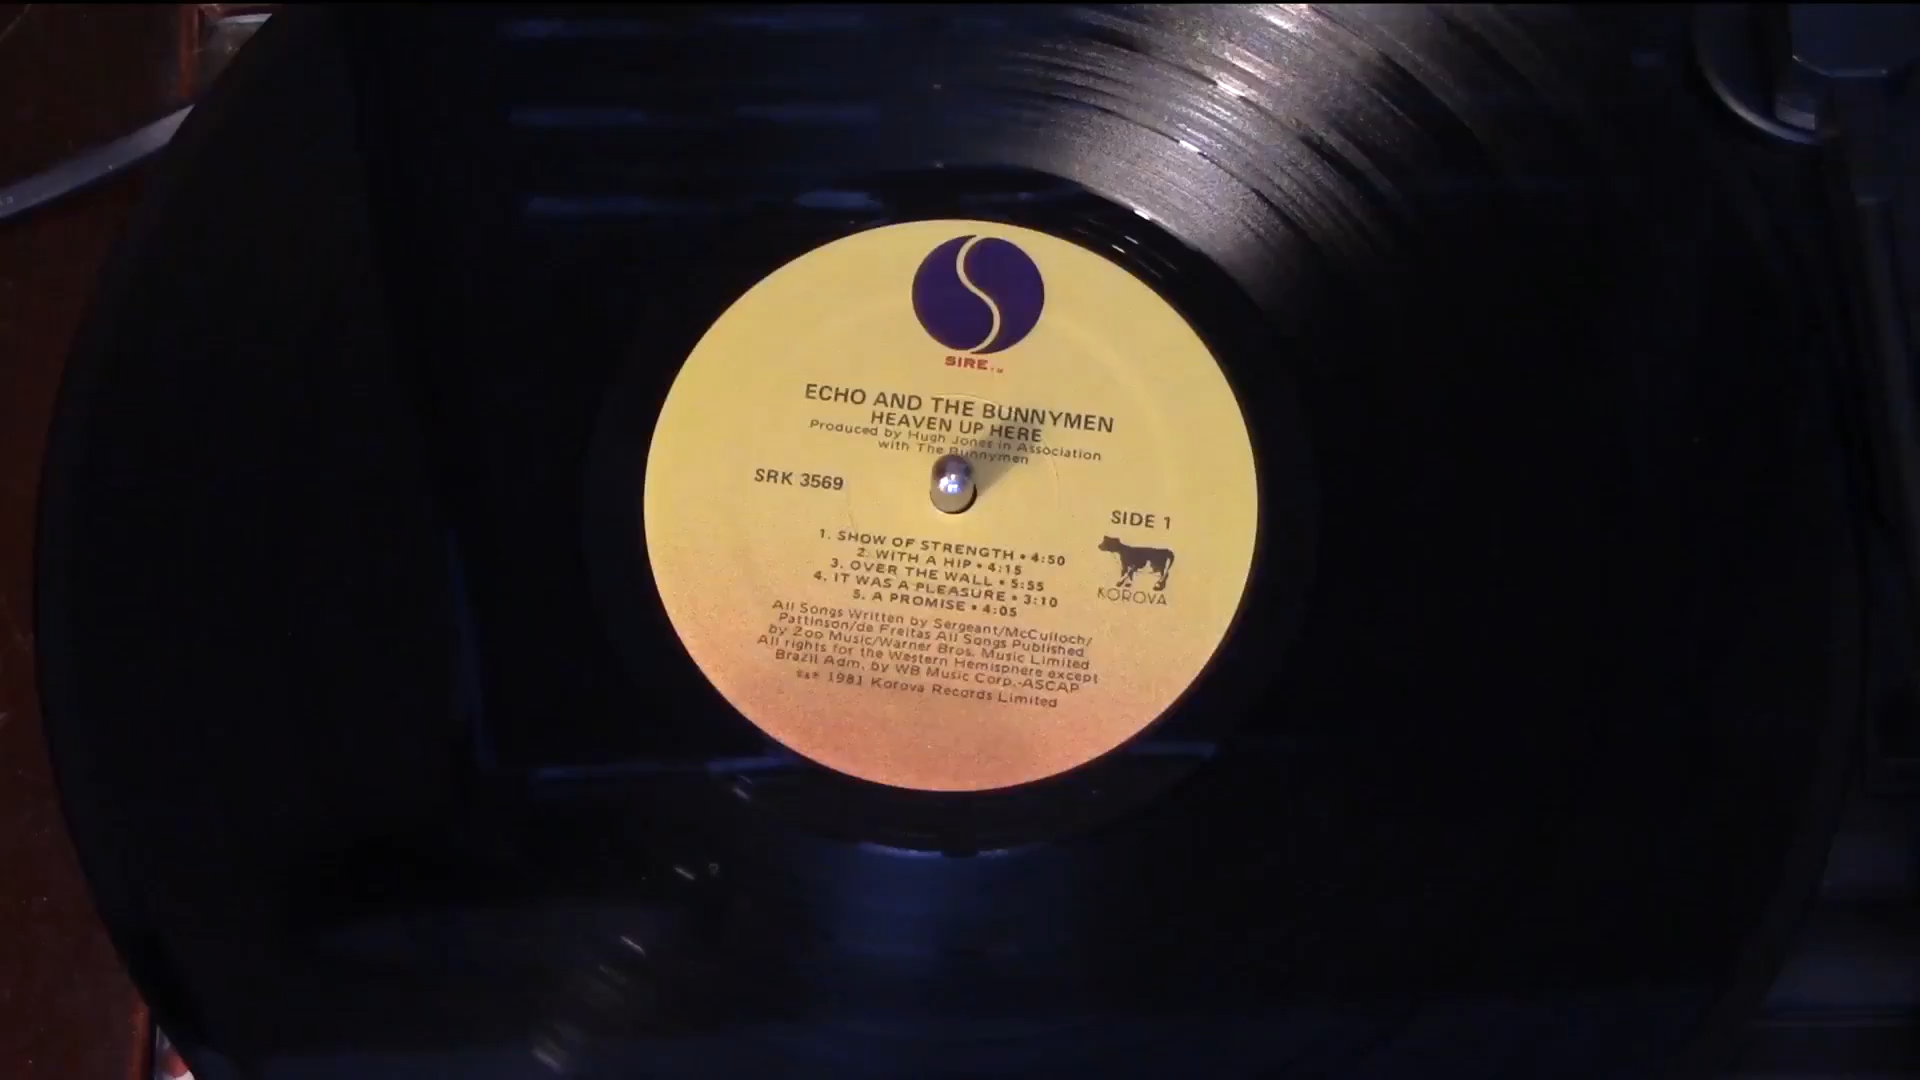 SIRE TM
ECHO AND THE BUNNYMEN
HEAVEN UP HERE
Produced by Hugh Jones in Association
with The Bunnymen
SRK 3569
SIDE 1
1. SHOW OF STRENGTH • 4:50
2. WITH A HIP • 4:15
3. OVER THE WALL • 5:55
4. IT WAS A PLEASURE • 3:10
5. A PROMISE • 4:05
KOROVA
All Songs Written by Sergeant/McCulloch/
Pattinson/de Freitas All Songs Published
by Zoo Music/Warner Bros. Music Limited
All rights for the Western Hemisphere except
Brazil Adm. by WB Music Corp.-ASCAP
1981 Korova Records Limited